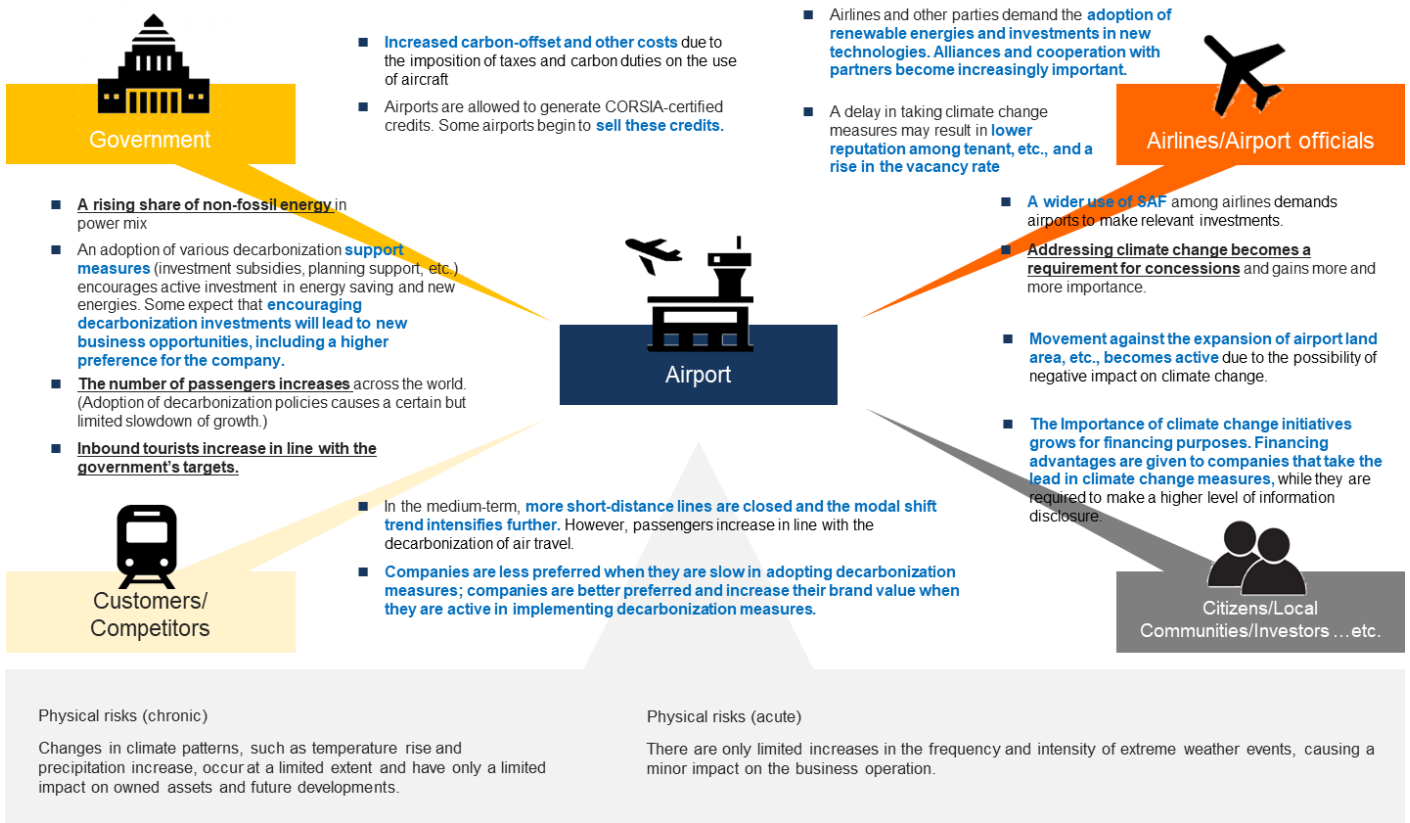 Government
■ Increased carbon-offset and other costs due to
the imposition of taxes and carbon duties on the use
of aircraft
■ Airports are allowed to generate CORSIA-certified
credits. Some airports begin to sell these credits.
■ Airlines and other parties demand the adoption of
renewable energies and investments in new
technologies. Alliances and cooperation with
partners become increasingly important.
■ A delay in taking climate change
measures may result in lower
reputation among tenant, etc., and a
rise in the vacancy rate
Airlines/Airport officials
■ A rising share of non-fossil energy in
power mix
■ An adoption of various decarbonization support
measures (investment subsidies, planning support, etc.)
encourages active investment in energy saving and new
energies. Some expect that encouraging
decarbonization investments will lead to new
business opportunities, including a higher
preference for the company.
■ The number of passengers increases across the world.
(Adoption of decarbonization policies causes a certain but
limited slowdown of growth.)
■ Inbound tourists increase in line with the
government's targets.
Airport
■ A wider use of SAF among airlines demands
airports to make relevant investments.
■ Addressing climate change becomes a
requirement for concessions and gains more and
more importance.
■ Movement against the expansion of airport land
area, etc., becomes active due to the possibility of
negative impact on climate change.
■ The Importance of climate change initiatives
grows for financing purposes. Financing
advantages are given to companies that take the
lead in climate change measures, while they are
required to make a higher level of information
disclosure.
Customers/
Competitors
■ In the medium-term, more short-distance lines are closed and the modal shift
trend intensifies further. However, passengers increase in line with the
decarbonization of air travel.
■ Companies are less preferred when they are slow in adopting decarbonization
measures; companies are better preferred and increase their brand value when
they are active in implementing decarbonization measures.
Citizens/Local
Communities/Investors …etc.
Physical risks (chronic)
Changes in climate patterns, such as temperature rise and
precipitation increase, occur at a limited extent and have only a limited
impact on owned assets and future developments.
Physical risks (acute)
There are only limited increases in the frequency and intensity of extreme weather events, causing a
minor impact on the business operation.